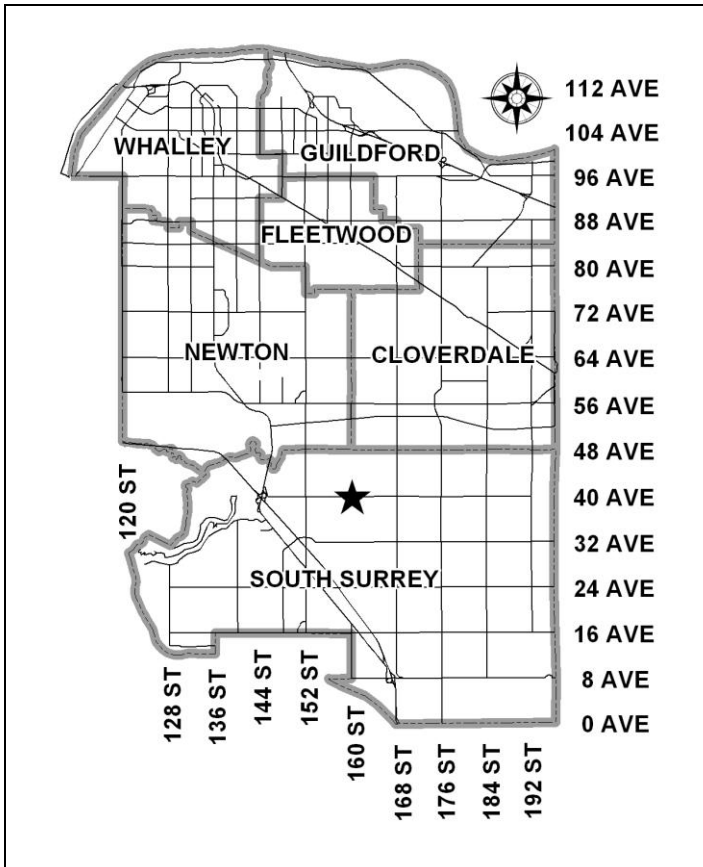 112 AVE
104 AVE
WHALLEY
GUILDFORD
96 AVE
88 AVE
FLEETWOOD
80 AVE
72 AVE
NEWTON
CLOVERDALE
64 AVE
56 AVE
48 AVE
120 ST
40 AVE
32 AVE
SOUTH SURREY
24 AVE
16 AVE
128 ST
136 ST
144 ST
152 ST
160 ST
8 AVE
0 AVE
168 ST
176 ST
184 ST
192 ST